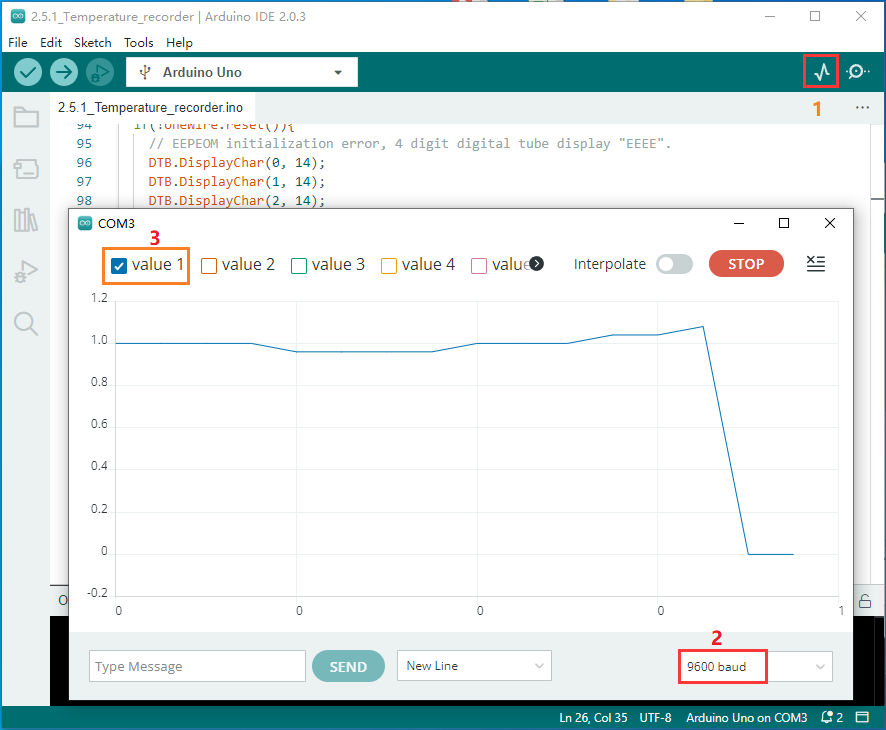 2.5.1_Temperature_recorder | Arduino IDE 2.0.3
File Edit Sketch Tools Help
Arduino Uno
1
2.5.1_Temperature_recorder.ino
94 if(!oneWire.reset()){
95 // EEPEOM initialization error, 4 digit digital tube display "EEEE".
96 DTB.DisplayChar(0, 14);
97 DTB.DisplayChar(1, 14);
98 DTB.DisplayChar(2, 14);
COM3
3
value 1 value 2 value 3 value 4 value Interpolate STOP
1.2
1.0
0.8
0.6
0.4
0.2
0
-0.2
0 0 0 0 1
O
2
Type Message SEND New Line 9600 baud
Ln 26, Col 35 UTF-8 Arduino Uno on COM3 2